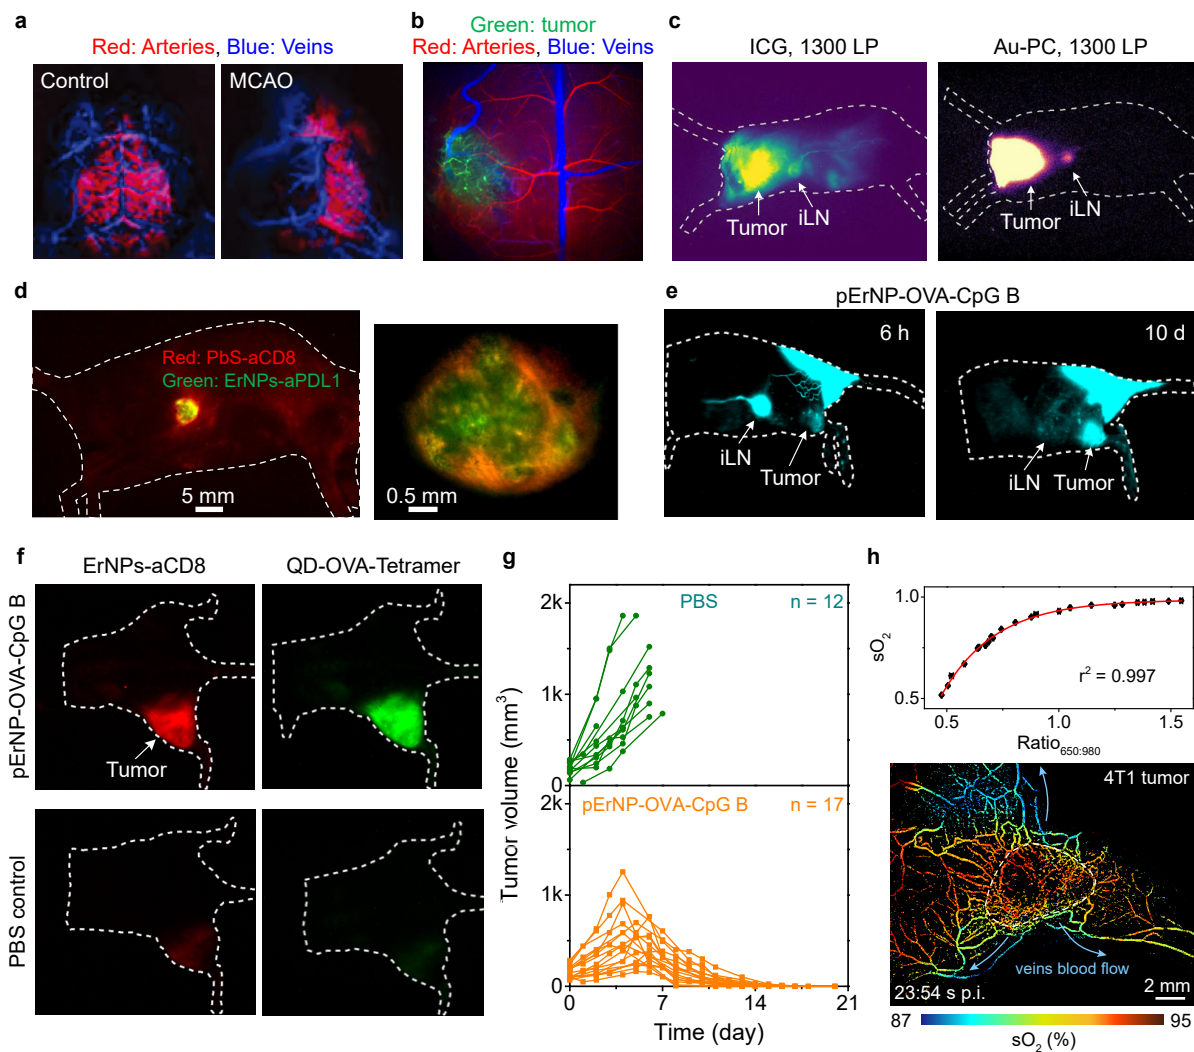 a
Red: Arteries, Blue: Veins
Control
MCAO
b
Green: tumor
Red: Arteries, Blue: Veins
c
ICG, 1300 LP
Au-PC, 1300 LP
Tumor
iLN
Tumor
iLN
d
Red: PbS-aCD8
Green: ErNPs-aPDL1
5 mm
0.5 mm
e
pErNP-OVA-CpG B
6 h
10 d
iLN
Tumor
iLN
Tumor
f
ErNPs-aCD8
QD-OVA-Tetramer
pErNP-OVA-CpG B
Tumor
PBS control
g
PBS
n = 12
2k
1k
0
pErNP-OVA-CpG B
n = 17
2k
1k
0
Tumor volume (mm³)
0
7
14
21
Time (day)
h
1.0
0.5
sO₂
r² = 0.997
0.5
1.0
1.5
Ratio₆₅₀:₉₈₀
4T1 tumor
veins blood flow
23:54 s p.i.
2 mm
87
95
sO₂ (%)